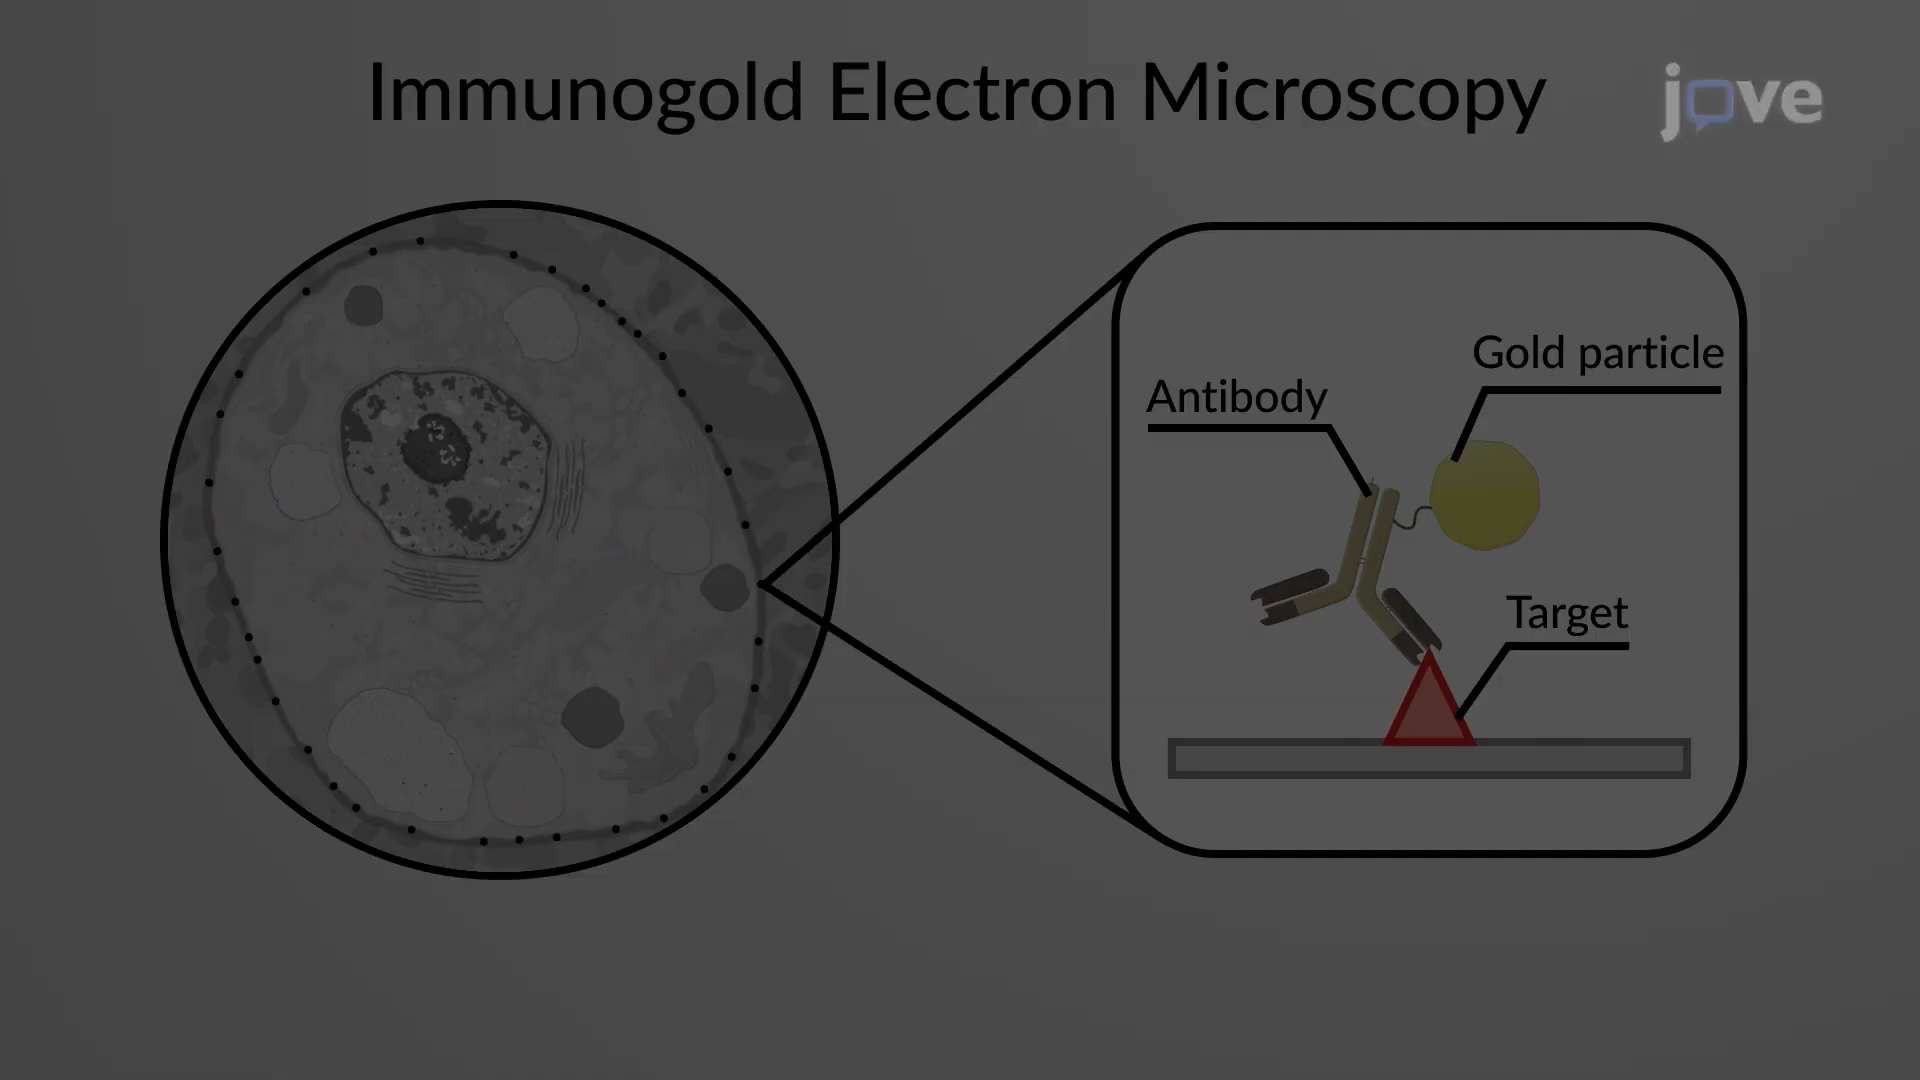 Immunogold Electron Microscopy
jove
Gold particle
Antibody
Target